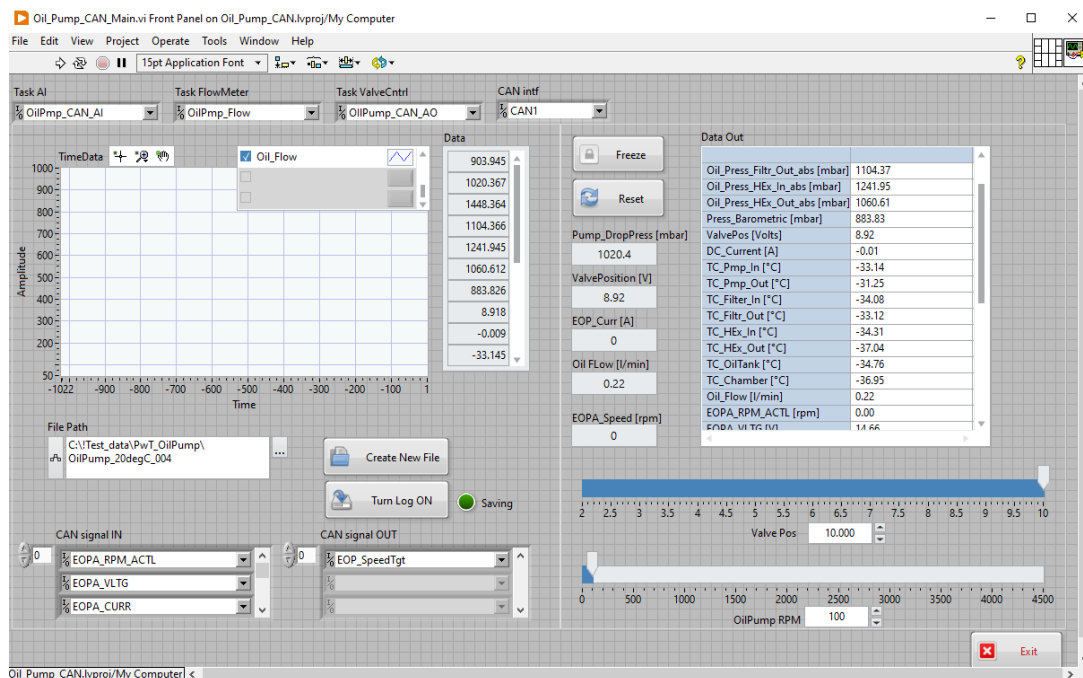 Oil_Pump_CAN_Main.vi Front Panel on Oil_Pump_CAN.lvproj/My Computer
File Edit View Project Operate Tools Window Help
15pt Application Font
Task AI
OilPmp_CAN_AI
Task FlowMeter
OilPmp_Flow
Task ValveCntrl
OIlPump_CAN_AO
CAN intf
CAN1
TimeData
Oil_Flow
Amplitude
1000
900
800
700
600
500
400
300
200
50
-1022 -900 -800 -700 -600 -500 -400 -300 -200 -100 1
Time
Data
903.945
1020.367
1448.364
1104.366
1241.945
1060.612
883.826
8.918
-0.009
-33.145
File Path
C:\!Test_data\PwT_OilPump\
OilPump_20degC_004
...
Create New File
Turn Log ON
Saving
CAN signal IN
0
EOPA_RPM_ACTL
EOPA_VLTG
EOPA_CURR
CAN signal OUT
0
EOP_SpeedTgt
Freeze
Reset
Pump_DropPress [mbar]
1020.4
ValvePosition [V]
8.92
EOP_Curr [A]
0
Oil FLow [l/min]
0.22
EOPA_Speed [rpm]
0
Data Out
Oil_Press_Filtr_Out_abs [mbar] 1104.37
Oil_Press_HEx_In_abs [mbar] 1241.95
Oil_Press_HEx_Out_abs [mbar] 1060.61
Press_Barometric [mbar] 883.83
ValvePos [Volts] 8.92
DC_Current [A] -0.01
TC_Pmp_In [°C] -33.14
TC_Pmp_Out [°C] -31.25
TC_Filter_In [°C] -34.08
TC_Filtr_Out [°C] -33.12
TC_HEx_In [°C] -34.31
TC_HEx_Out [°C] -37.04
TC_OilTank [°C] -34.76
TC_Chamber [°C] -36.95
Oil_Flow [l/min] 0.22
EOPA_RPM_ACTL [rpm] 0.00
EOPA_VLTG [V] 14.66
2 2.5 3 3.5 4 4.5 5 5.5 6 6.5 7 7.5 8 8.5 9 9.5 10
Valve Pos 10.000
0 500 1000 1500 2000 2500 3000 3500 4000 4500
OilPump RPM 100
Exit
Oil_Pump_CAN.lvproj/My Computer